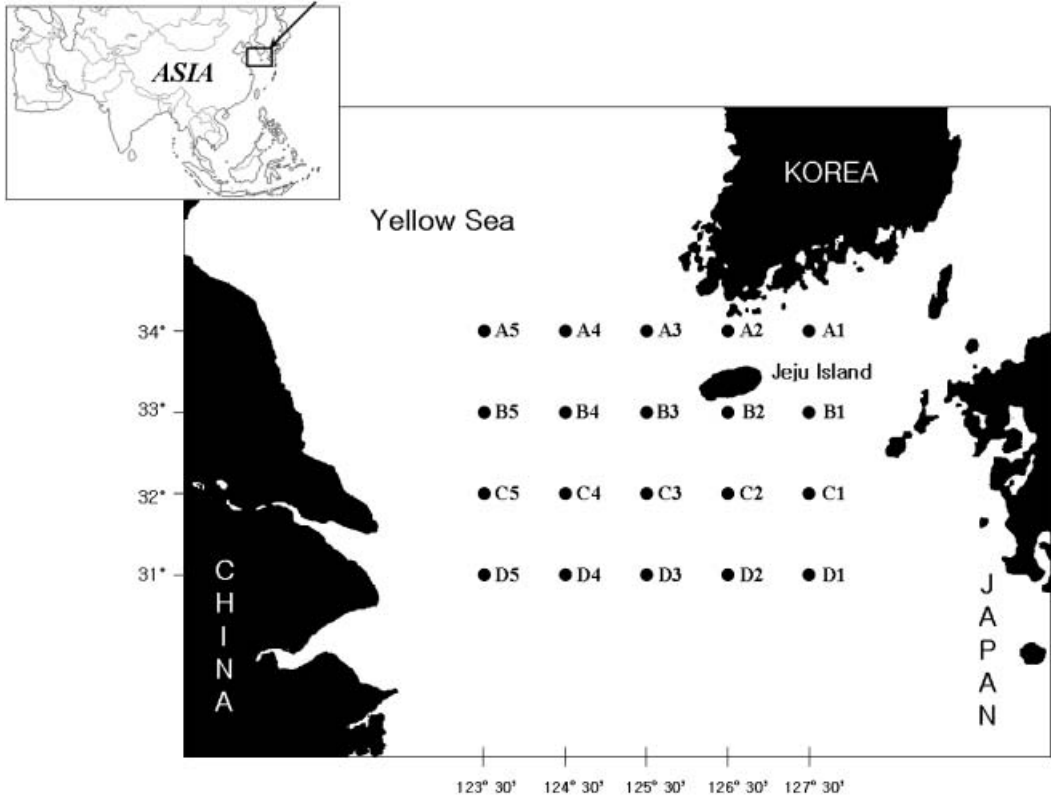 ASIA
KOREA
Yellow Sea
34°
A5 A4 A3 A2 A1
Jeju Island
33°
B5 B4 B3 B2 B1
32°
C5 C4 C3 C2 C1
31°
D5 D4 D3 D2 D1
CHINA
JAPAN
123° 30' 124° 30' 125° 30' 126° 30' 127° 30'